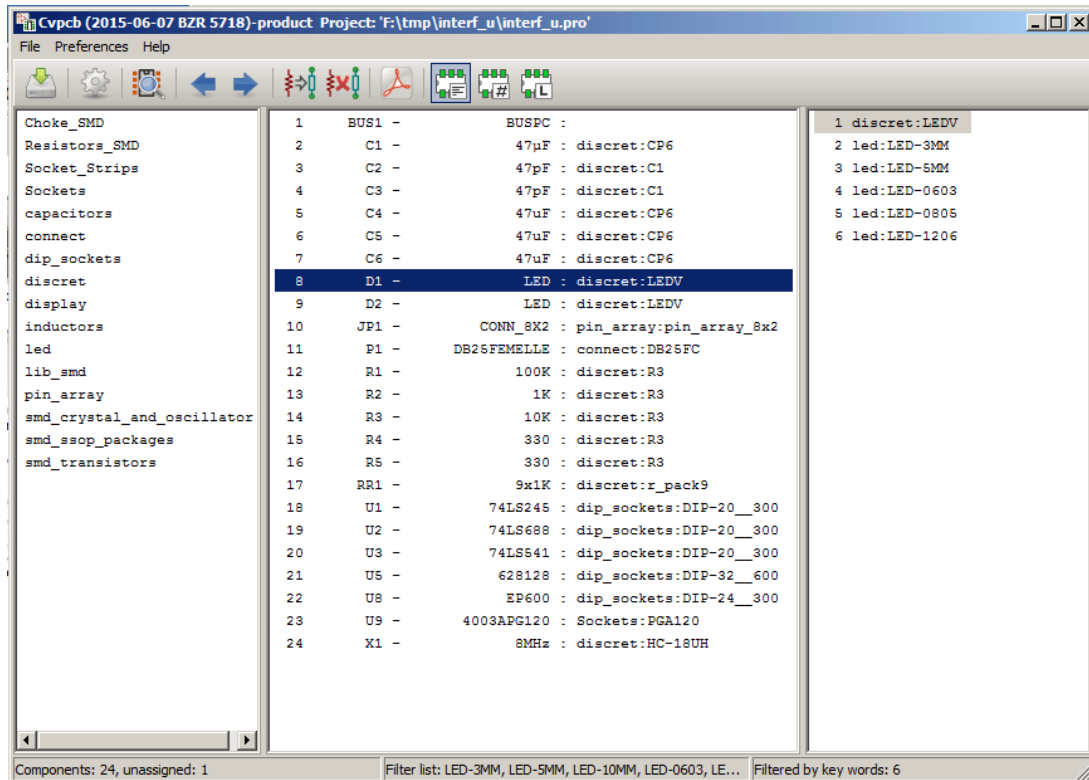 Cvpcb (2015-06-07 BZR 5718)-product Project: 'F:\tmp\interf_u\interf_u.pro'
File Preferences Help
Choke_SMD
Resistors_SMD
Socket_Strips
Sockets
capacitors
connect
dip_sockets
discret
display
inductors
led
lib_smd
pin_array
smd_crystal_and_oscillator
smd_ssop_packages
smd_transistors
1 BUS1 - BUSPC :
2 C1 - 47µF : discret:CP6
3 C2 - 47pF : discret:C1
4 C3 - 47pF : discret:C1
5 C4 - 47uF : discret:CP6
6 C5 - 47uF : discret:CP6
7 C6 - 47uF : discret:CP6
8 D1 - LED : discret:LEDV
9 D2 - LED : discret:LEDV
10 JP1 - CONN_8X2 : pin_array:pin_array_8x2
11 P1 - DB25FEMELLE : connect:DB25FC
12 R1 - 100K : discret:R3
13 R2 - 1K : discret:R3
14 R3 - 10K : discret:R3
15 R4 - 330 : discret:R3
16 R5 - 330 : discret:R3
17 RR1 - 9x1K : discret:r_pack9
18 U1 - 74LS245 : dip_sockets:DIP-20__300
19 U2 - 74LS688 : dip_sockets:DIP-20__300
20 U3 - 74LS541 : dip_sockets:DIP-20__300
21 U5 - 628128 : dip_sockets:DIP-32__600
22 U8 - EP600 : dip_sockets:DIP-24__300
23 U9 - 4003APG120 : Sockets:PGA120
24 X1 - 8MHz : discret:HC-18UH
1 discret:LEDV
2 led:LED-3MM
3 led:LED-5MM
4 led:LED-0603
5 led:LED-0805
6 led:LED-1206
Components: 24, unassigned: 1
Filter list: LED-3MM, LED-5MM, LED-10MM, LED-0603, LE...
Filtered by key words: 6